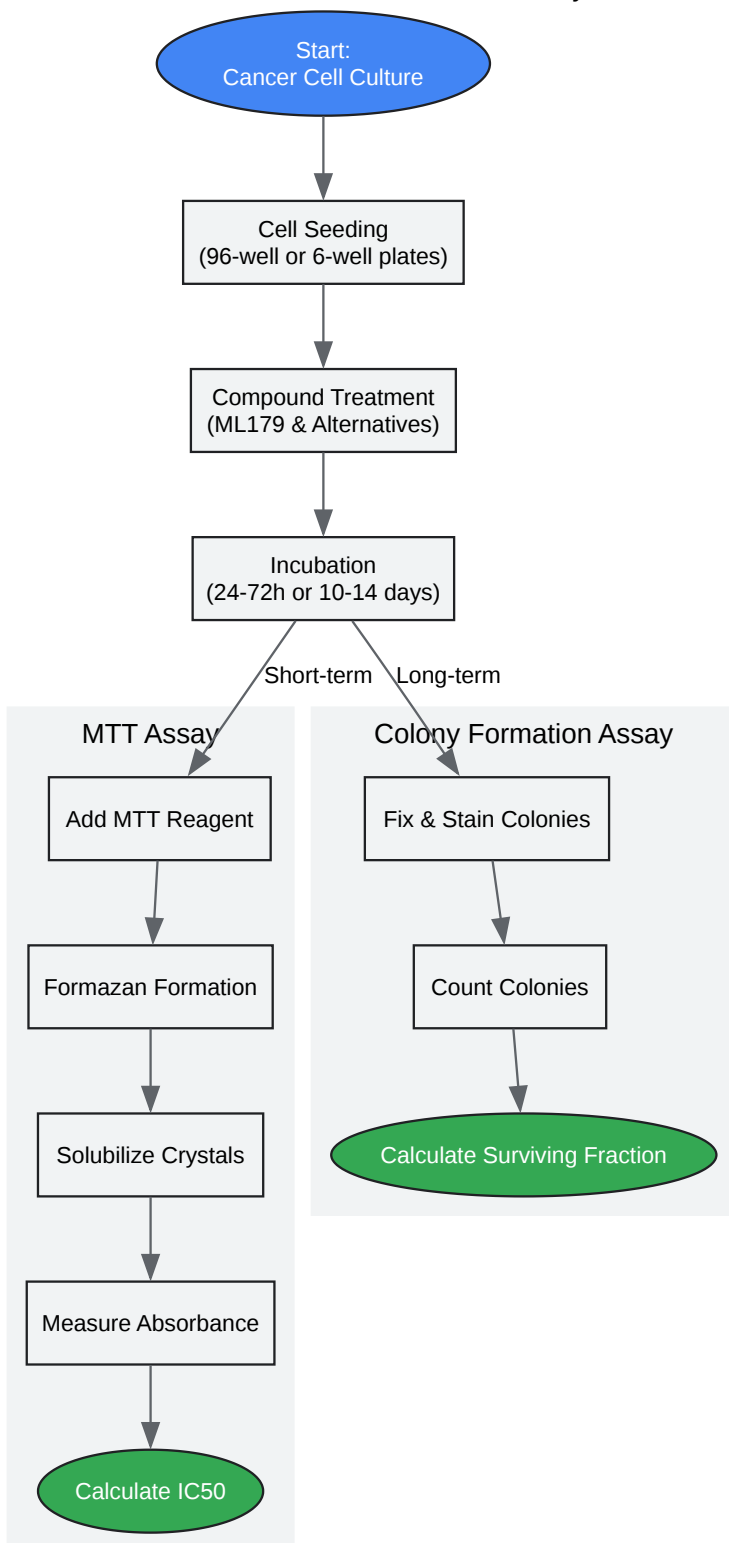 Start:
Cancer Cell Culture
Cell Seeding
(96-well or 6-well plates)
Compound Treatment
(ML179 & Alternatives)
Incubation
(24-72h or 10-14 days)
Short-term
Long-term
MTT Assay
Add MTT Reagent
Formazan Formation
Solubilize Crystals
Measure Absorbance
Calculate IC50
Colony Formation Assay
Fix & Stain Colonies
Count Colonies
Calculate Surviving Fraction